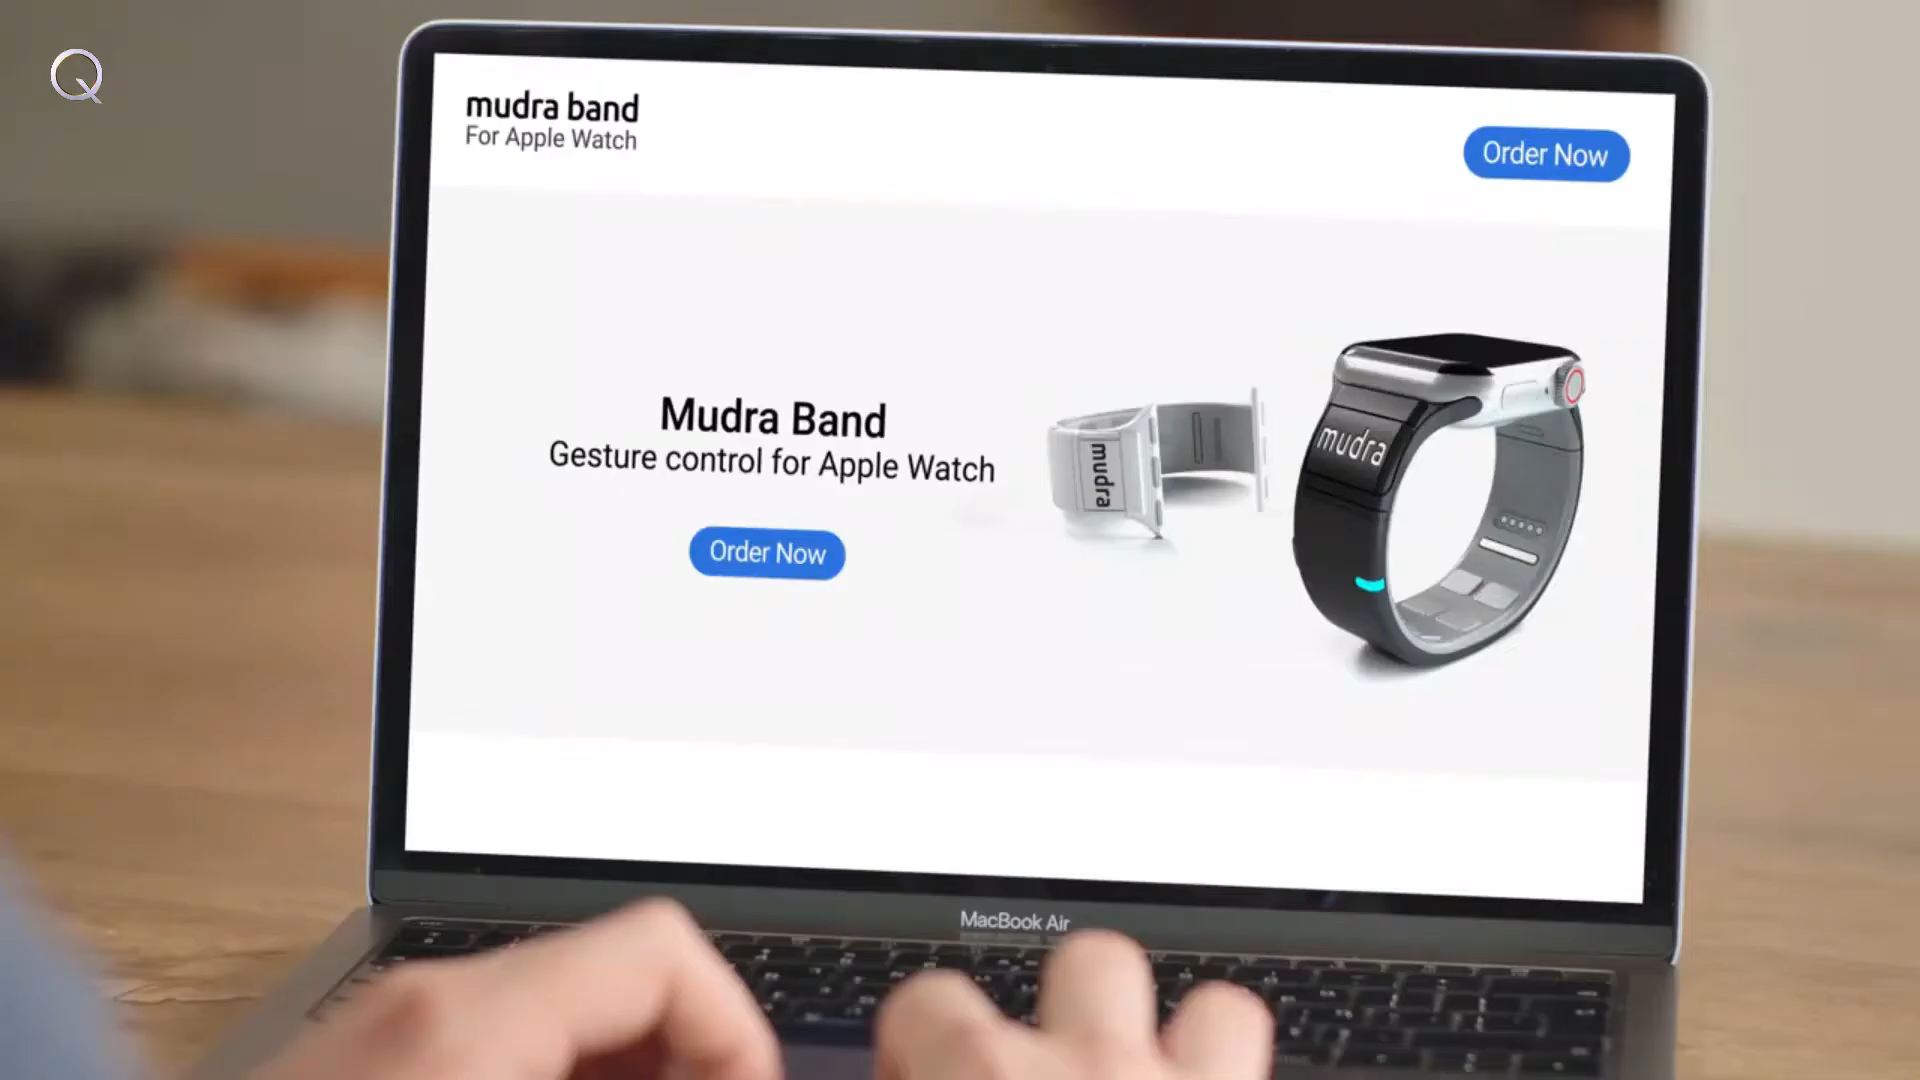 mudra band
For Apple Watch
Order Now
Mudra Band
Gesture control for Apple Watch
Order Now
mudra
mudra
MacBook Air